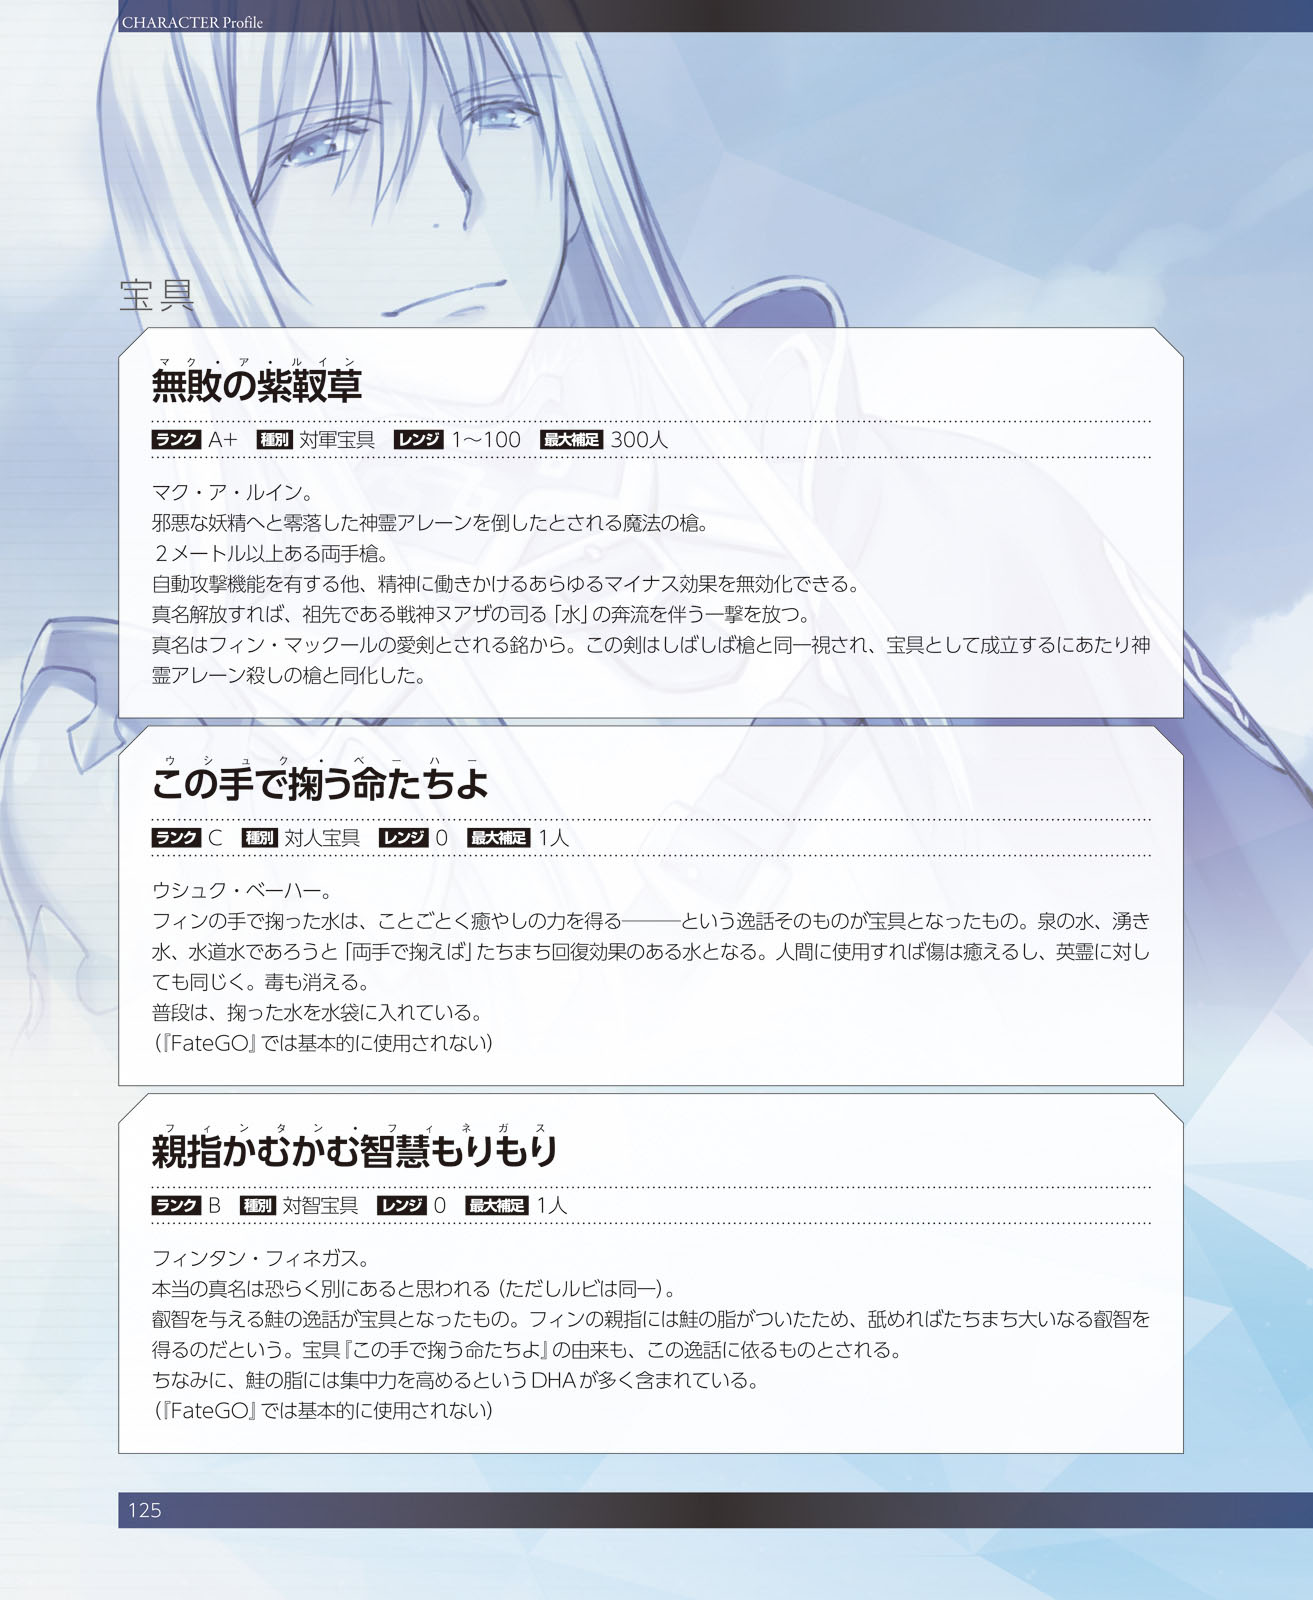 CHARACTER Profile
宝具
マク・ア・ルイン
無敗の紫靫草
ランク A+ 種別 対軍宝具 レンジ 1～100 最大補足 300人
マク・ア・ルイン。
邪悪な妖精へと零落した神霊アレーンを倒したとされる魔法の槍。
２メートル以上ある両手槍。
自動攻撃機能を有する他、精神に働きかけるあらゆるマイナス効果を無効化できる。
真名解放すれば、祖先である戦神ヌアザの司る「水」の奔流を伴う一撃を放つ。
真名はフィン・マックールの愛剣とされる銘から。この剣はしばしば槍と同一視され、宝具として成立するにあたり神
霊アレーン殺しの槍と同化した。
ウシュク・ベーハー
この手で掬う命たちよ
ランク C 種別 対人宝具 レンジ 0 最大補足 1人
ウシュク・ベーハー。
フィンの手で掬った水は、ことごとく癒やしの力を得る―――という逸話そのものが宝具となったもの。泉の水、湧き
水、水道水であろうと「両手で掬えば」たちまち回復効果のある水となる。人間に使用すれば傷は癒えるし、英霊に対し
ても同じく。毒も消える。
普段は、掬った水を水袋に入れている。
（『FateGO』では基本的に使用されない）
フィンタン・フィネガス
親指かむかむ智慧もりもり
ランク B 種別 対智宝具 レンジ 0 最大補足 1人
フィンタン・フィネガス。
本当の真名は恐らく別にあると思われる（ただしルビは同一）。
叡智を与える鮭の逸話が宝具となったもの。フィンの親指には鮭の脂がついたため、舐めればたちまち大いなる叡智を
得るのだという。宝具『この手で掬う命たちよ』の由来も、この逸話に依るものとされる。
ちなみに、鮭の脂には集中力を高めるというDHAが多く含まれている。
（『FateGO』では基本的に使用されない）
125